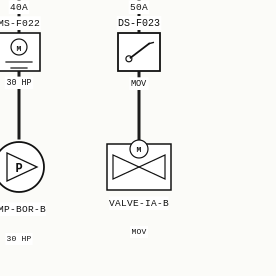 40A
50A
MS-F022
DS-F023
M
30 HP
MOV
M
P
MP-BOR-B
VALVE-IA-B
30 HP
MOV